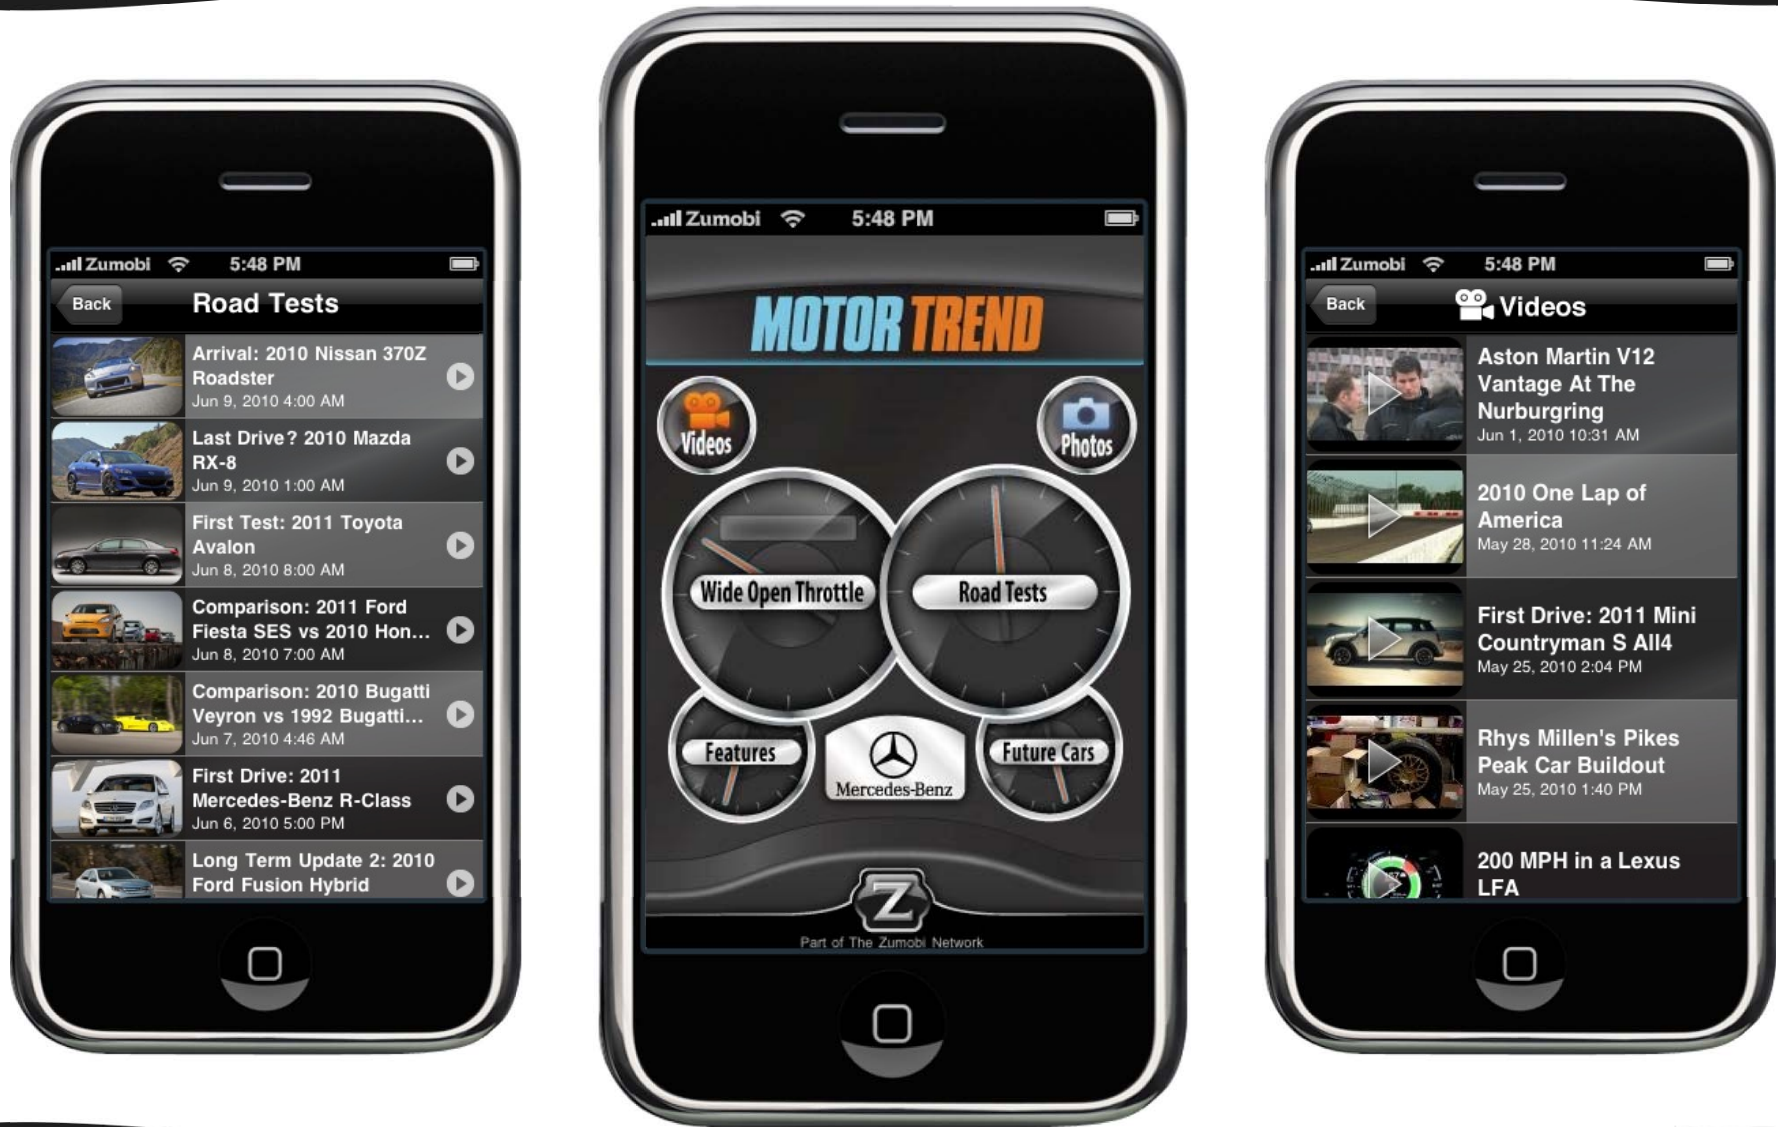 Zumobi 5:48 PM
Back Road Tests
Arrival: 2010 Nissan 370Z
Roadster
Jun 9, 2010 4:00 AM
Last Drive? 2010 Mazda
RX-8
Jun 9, 2010 1:00 AM
First Test: 2011 Toyota
Avalon
Jun 8, 2010 8:00 AM
Comparison: 2011 Ford
Fiesta SES vs 2010 Hon...
Jun 8, 2010 7:00 AM
Comparison: 2010 Bugatti
Veyron vs 1992 Bugatti...
Jun 7, 2010 4:46 AM
First Drive: 2011
Mercedes-Benz R-Class
Jun 6, 2010 5:00 PM
Long Term Update 2: 2010
Ford Fusion Hybrid
Zumobi 5:48 PM
MOTOR TREND
Videos Photos
Wide Open Throttle Road Tests
Features Future Cars
Mercedes-Benz
Z
Part of The Zumobi Network
Zumobi 5:48 PM
Back Videos
Aston Martin V12
Vantage At The
Nurburgring
Jun 1, 2010 10:31 AM
2010 One Lap of
America
May 28, 2010 11:24 AM
First Drive: 2011 Mini
Countryman S All4
May 25, 2010 2:04 PM
Rhys Millen's Pikes
Peak Car Buildout
May 25, 2010 1:40 PM
200 MPH in a Lexus
LFA